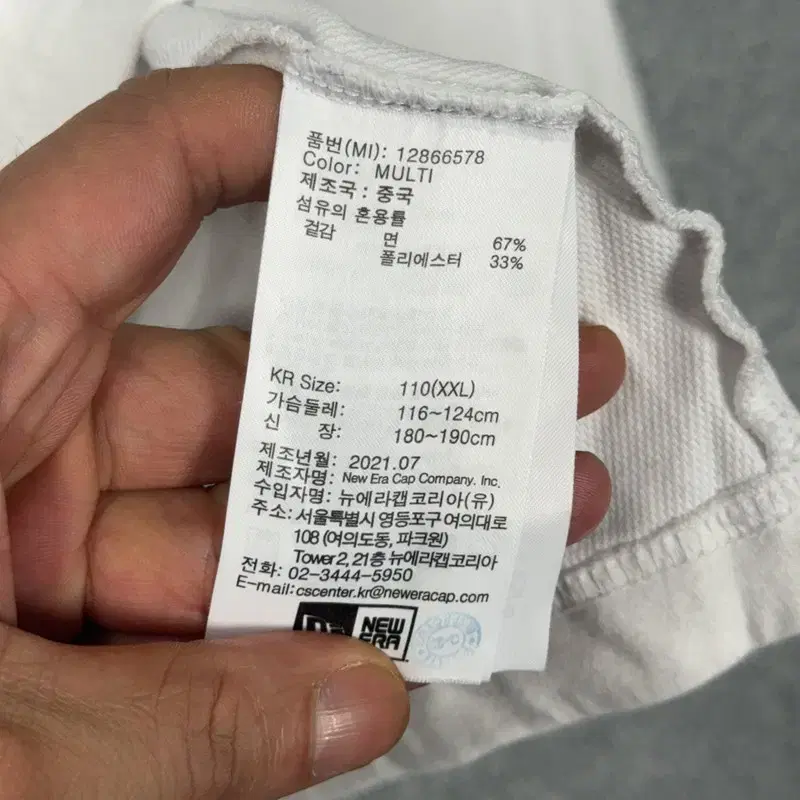 품번(MI): 12866578
Color: MULTI
제조국 : 중국
섬유의 혼용률
겉감 면 67%
폴리에스터 33%
KR Size: 110(XXL)
가슴둘레: 116~124cm
신 장: 180~190cm
제조년월: 2021.07
제조자명: New Era Cap Company. Inc.
수입자명: 뉴에라캡코리아(유)
주소: 서울특별시 영등포구 여의대로
108 (여의도동, 파크원)
Tower 2, 21층 뉴에라캡코리아
전화: 02-3444-5950
E-mail:cscenter.kr@neweracap.com
NEW
ERA